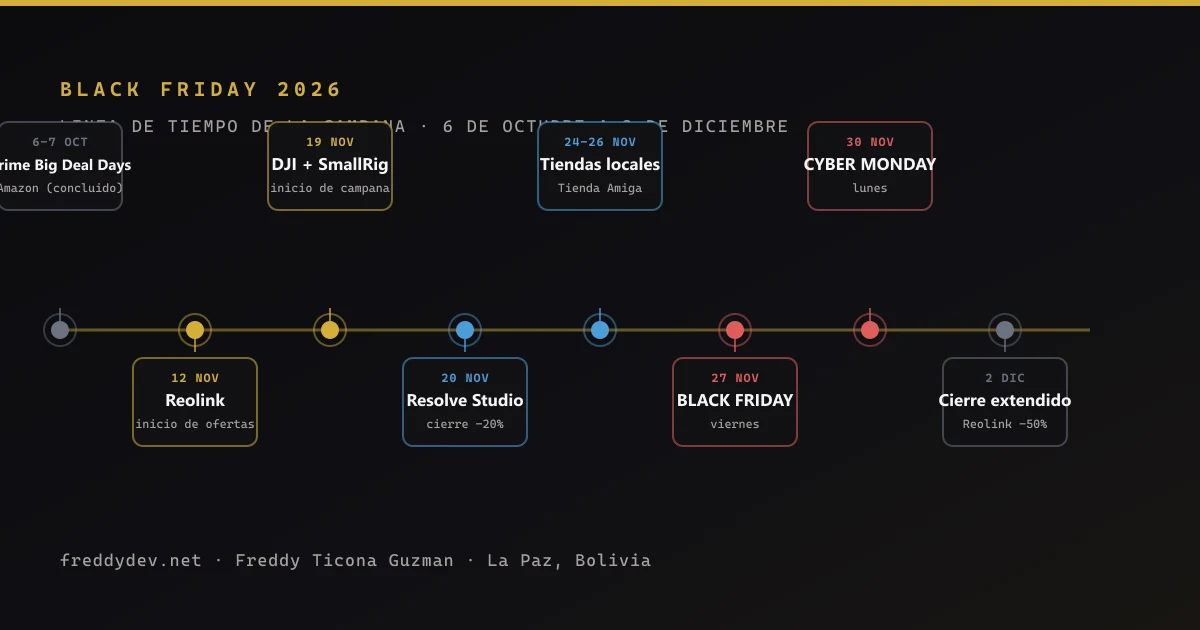 BLACK FRIDAY 2026
DE TIEMPO DE · 6 DE DE DICIEMBRE
6-7 OCT
rime Big Deal Days
Amazon (concluido)
19 NOV
DJI + SmallRig
inicio de campana
24-26 NOV
Tiendas locales
Tienda Amiga
30 NOV
CYBER MONDAY
lunes
12 NOV
Reolink
inicio de ofertas
20 NOV
Resolve Studio
cierre -20%
27 NOV
BLACK FRIDAY
viernes
2 DIC
Cierre extendido
Reolink -50%
freddydev.net · Freddy Ticona Guzman · La Paz, Bolivia